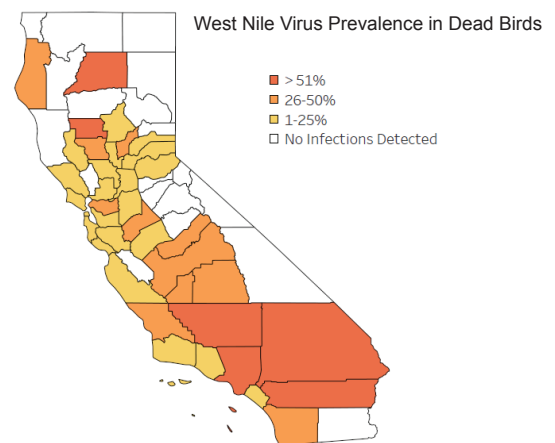 West Nile Virus Prevalence in Dead Birds
> 51%
26-50%
1-25%
No Infections Detected